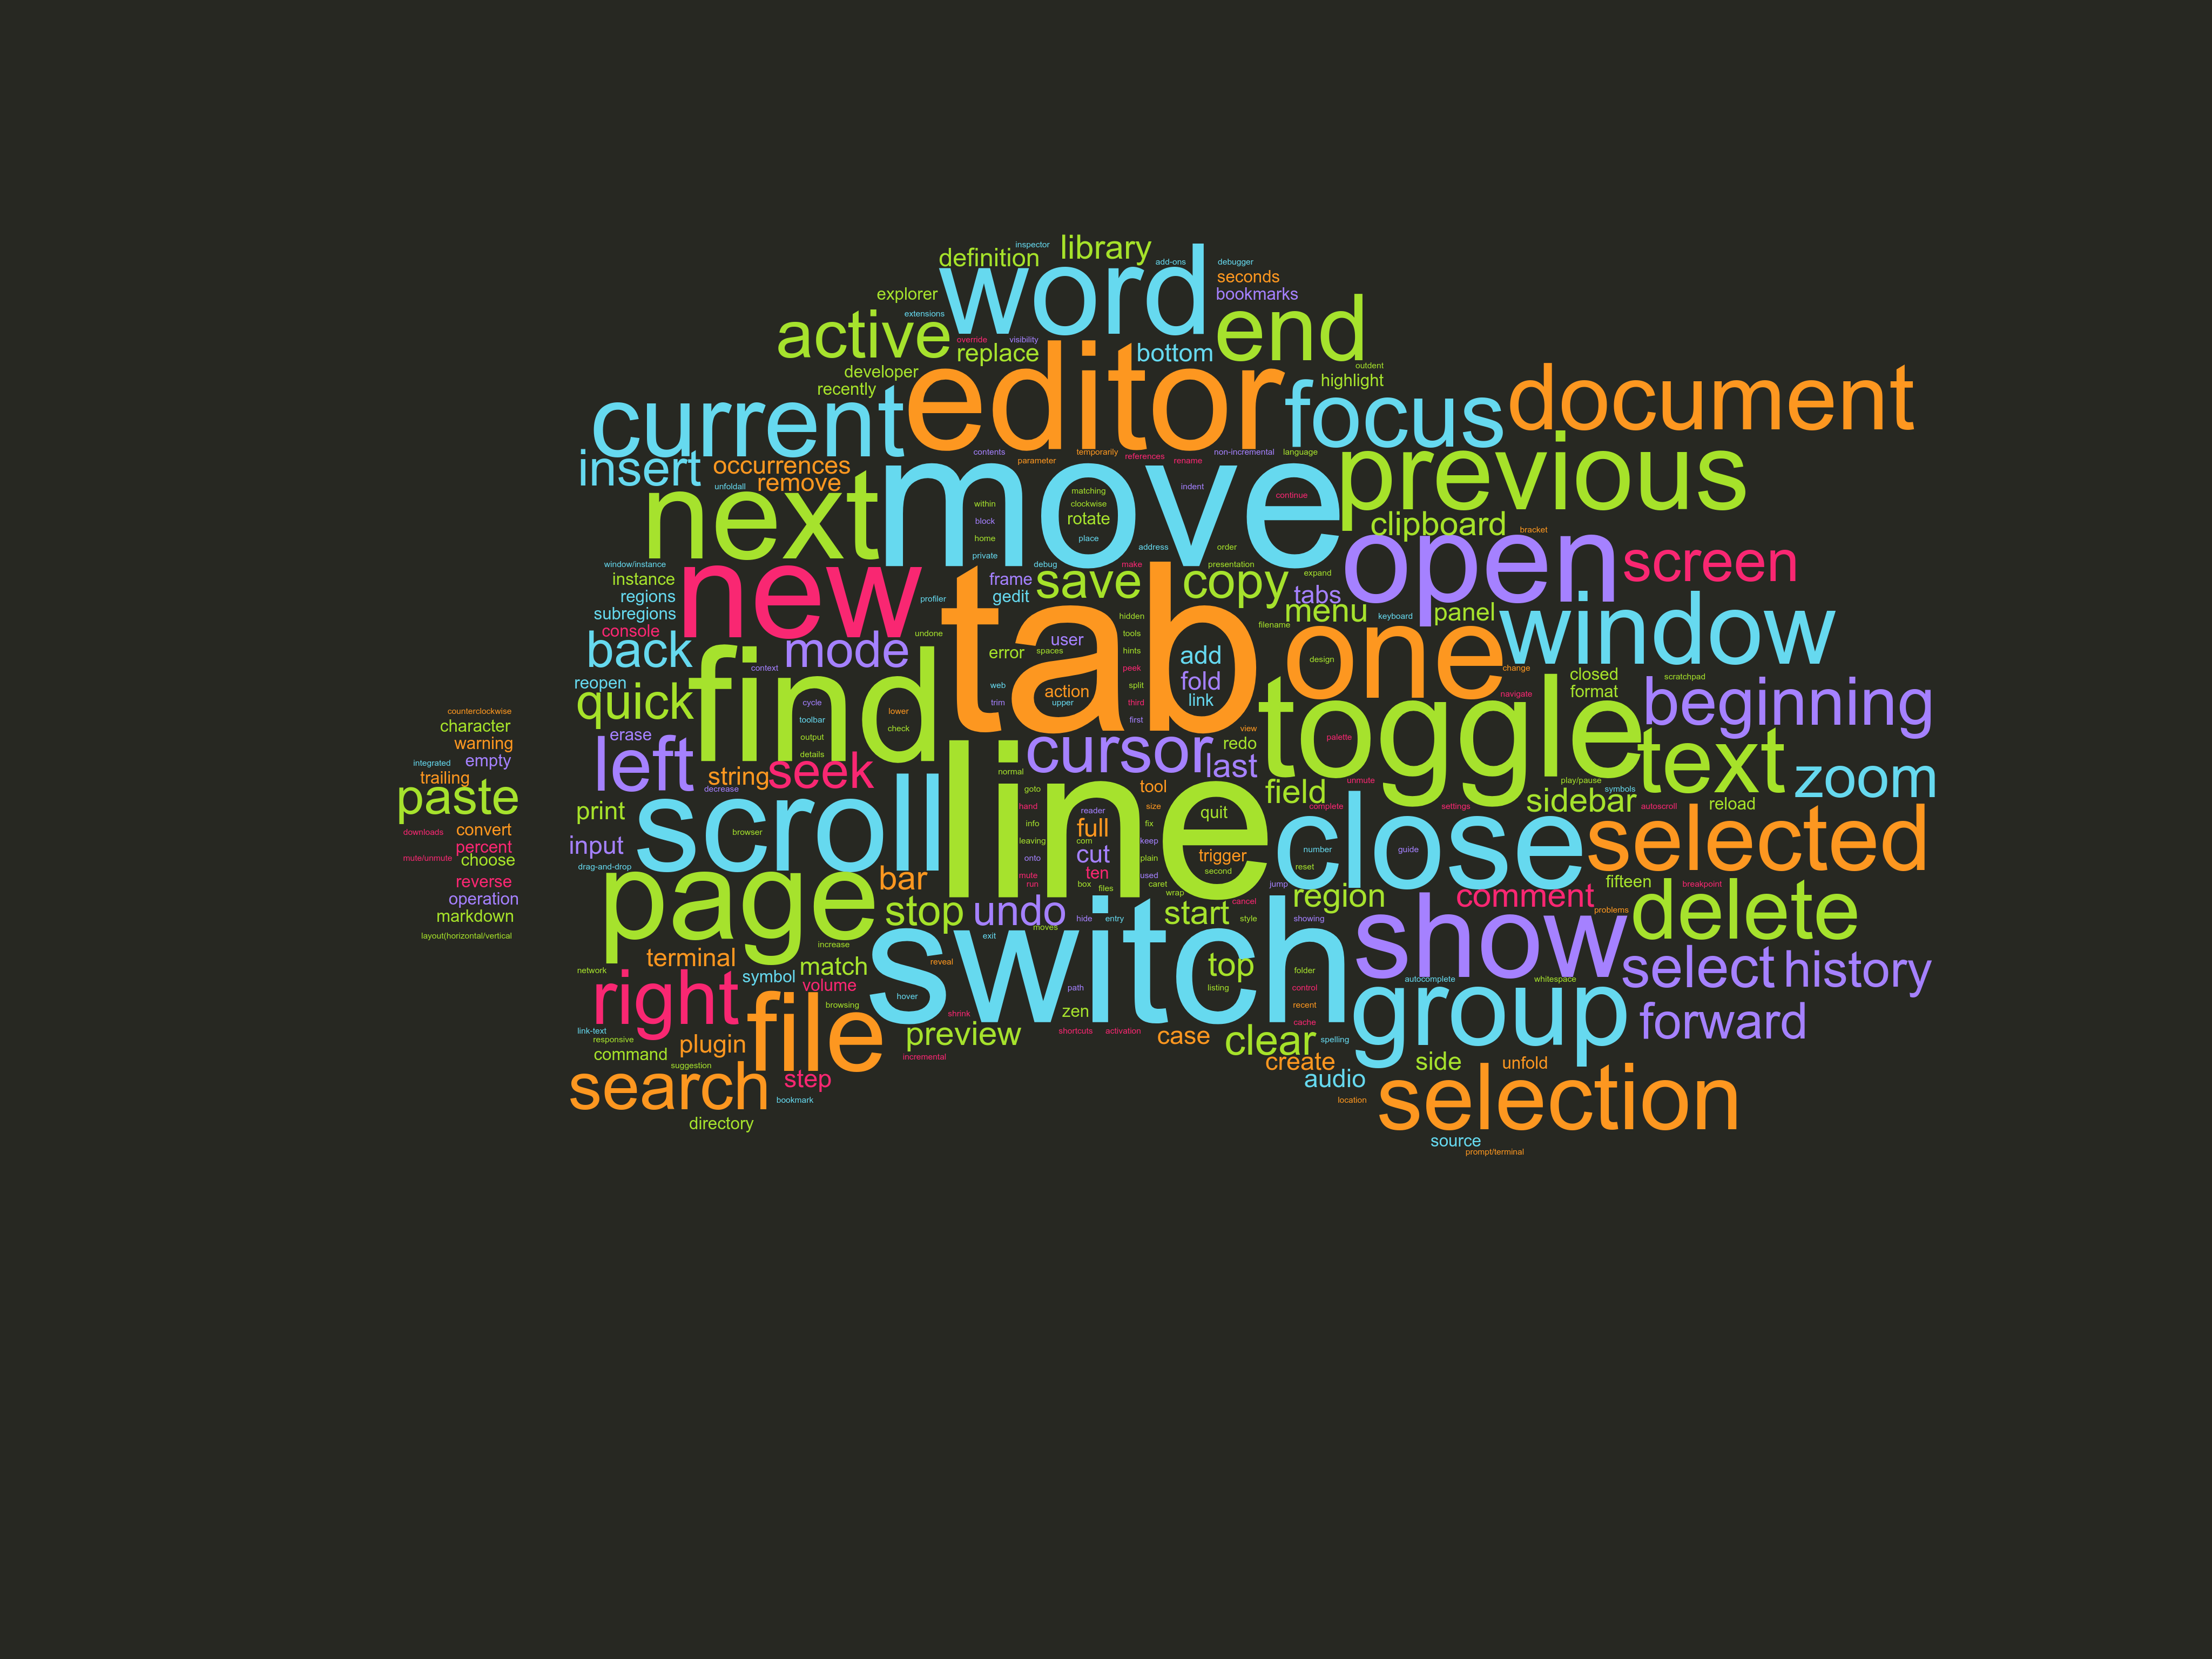 inspector library
definition add-ons debugger
word seconds
explorer bookmarks
extensions end
active override visibility
replace bottom
editor outdent
developer highlight
recently document
current focus
contents non-incremental language
insert occurrences parameter temporarily references rename previous
remove move
unfoldall matching indent
next within clockwise continue
block rotate clipboard
home place open bracket
private address order screen
window/instance debug make presentation
instance new frame save copy expand
regions profiler gedit tabs
subregions hidden menu panel
console undone tab filename keyboard window
user tools one
back mode error spaces hints add design
context find peek change closed
reopen web action split fold toggle scratchpad
quick trim upper link format
cycle lower third navigate beginning
counterclockwise toolbar check first view
character output palette
warning erase details cursor redo text
empty left last
integrated string seek normal unmute play/pause zoom
trailing decrease goto tool field symbols
paste print scroll line hand size complete settings sidebar autoscroll reload
info reader quit
downloads convert browser full fix close selected
percent input leaving com keep number guide
mute/unmute choose drag-and-drop onto cut plain trigger reset
page bar mute ten used second
reverse run box files caret jump fifteen breakpoint
operation wrap cancel region comment delete
markdown stop undo hide entry start style showing show problems
layout(horizontal/vertical increase exit moves
terminal reveal switch top
network symbol match folder autocomplete whitespace select history
right volume hover path listing control
file browsing recent group
link-text shrink zen cache forward
responsive preview shortcuts activation case clear spelling
command plugin incremental create side unfold
suggestion step audio
search bookmark location selection
directory
source
prompt/terminal